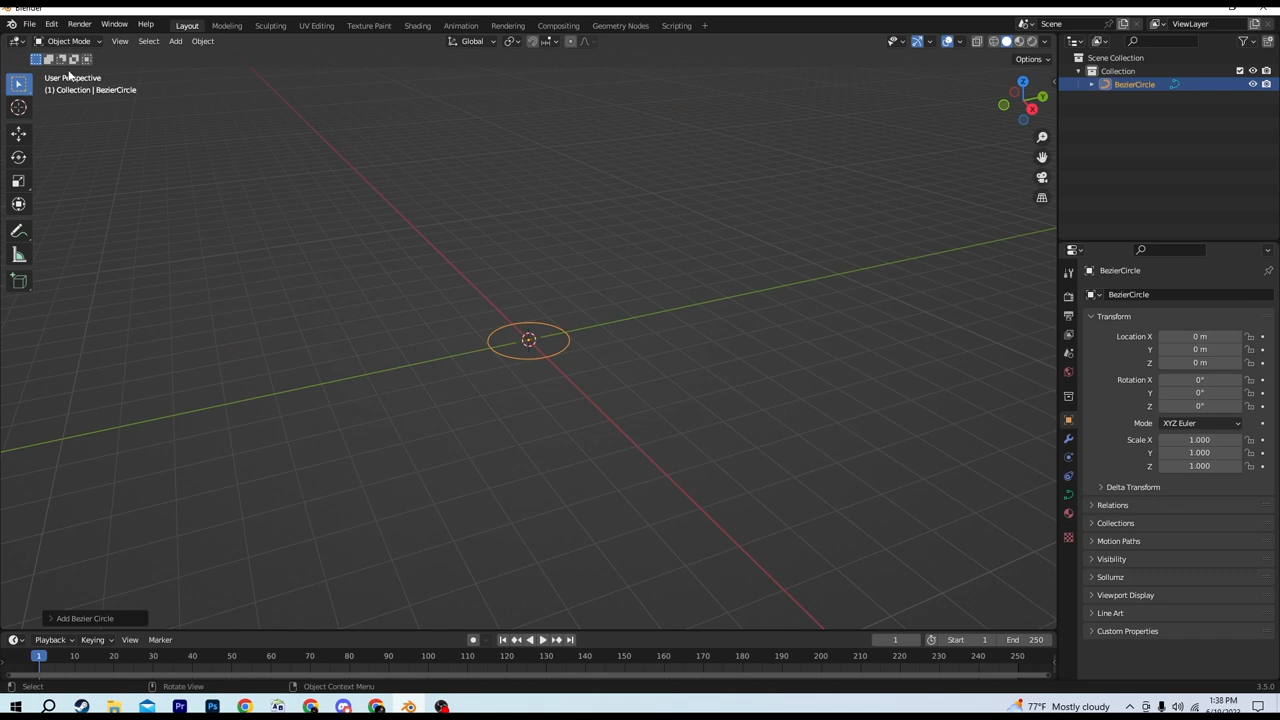 Blender
File Edit Render Window Help
Layout Modeling Sculpting UV Editing Texture Paint Shading Animation Rendering Compositing Geometry Nodes Scripting +
Scene
ViewLayer
Object Mode View Select Add Object
Global
Options
User Perspective
(1) Collection | BezierCircle
Z
Y
X
Scene Collection
Collection
BezierCircle
BezierCircle
BezierCircle
Transform
Location X 0 m
Y 0 m
Z 0 m
Rotation X 0°
Y 0°
Z 0°
Mode XYZ Euler
Scale X 1.000
Y 1.000
Z 1.000
Delta Transform
Relations
Collections
Motion Paths
Visibility
Sollumz
Viewport Display
Line Art
Custom Properties
Add Bezier Circle
Playback Keying View Marker
1 Start 1 End 250
1 10 20 30 40 50 60 70 80 90 100 110 120 130 140 150 160 170 180 190 200 210 220 230 240 250
Select Rotate View Object Context Menu 3.5.0
Pr Ps
77°F Mostly cloudy
1:38 PM